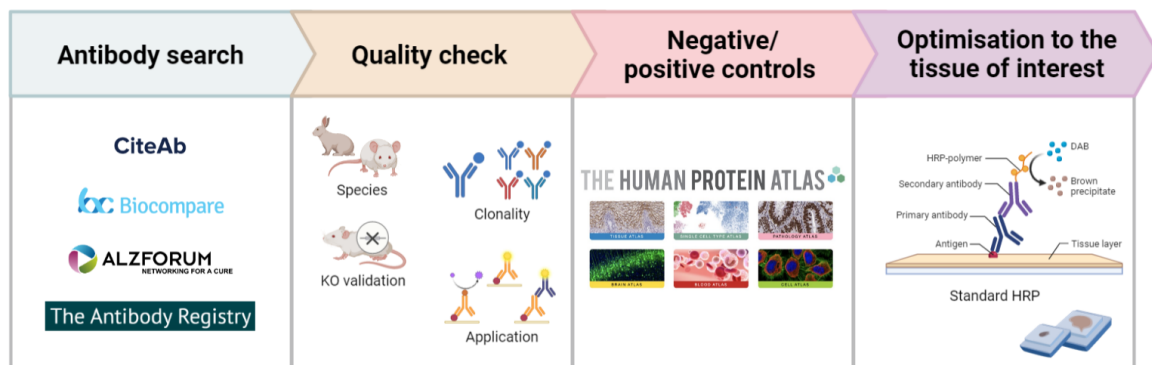 Antibody search
Quality check
Negative/
positive controls
Optimisation to the
tissue of interest
CiteAb
bc Biocompare
ALZFORUM
NETWORKING FOR A CURE
The Antibody Registry
Species
Clonality
KO validation
Application
THE HUMAN PROTEIN ATLAS
TISSUE ATLAS
SINGLE CELL TYPE ATLAS
PATHOLOGY ATLAS
BRAIN ATLAS
BLOOD ATLAS
CELL ATLAS
DAB
HRP-polymer
Secondary antibody
Brown
precipitate
Primary antibody
Antigen
Tissue layer
Standard HRP